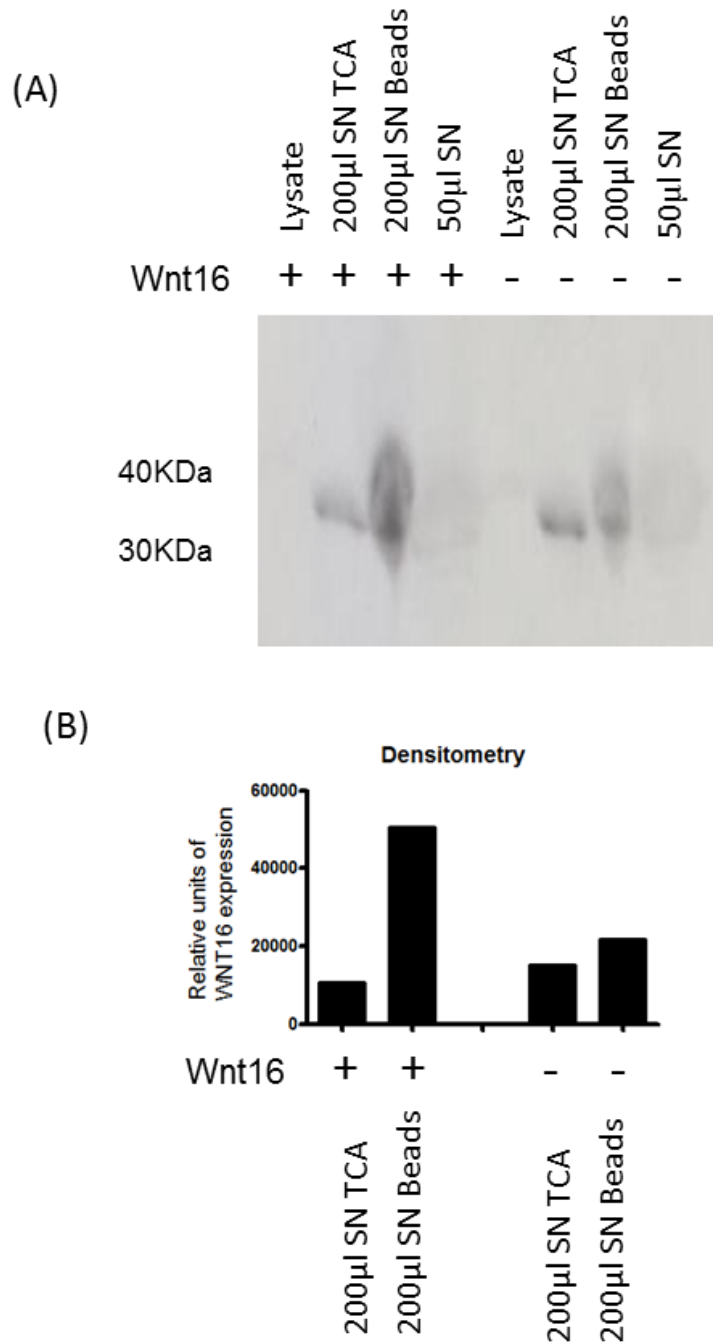 (A)
Lysate
200µl SN TCA
200µl SN Beads
50µl SN
Lysate
200µl SN TCA
200µl SN Beads
50µl SN
Wnt16 + + + + - - - -
40KDa
30KDa
(B)
Densitometry
Relative units of
WNT16 expression
60000
40000
20000
0
Wnt16 + + - -
200µl SN TCA
200µl SN Beads
200µl SN TCA
200µl SN Beads